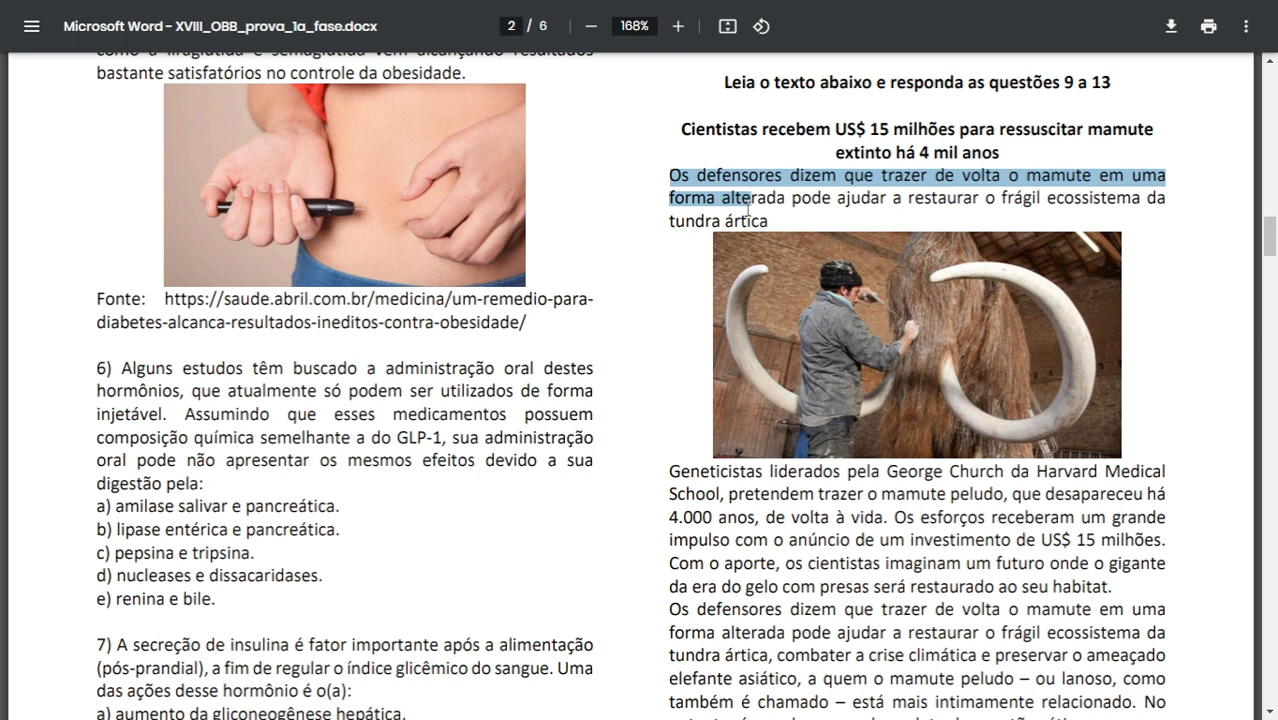 Microsoft Word - XVIII_OBB_prova_1a_fase.docx
2 / 6
168%
como a liraglutida e semaglutida vêm alcançando resultados
bastante satisfatórios no controle da obesidade.
Fonte: https://saude.abril.com.br/medicina/um-remedio-para-
diabetes-alcanca-resultados-ineditos-contra-obesidade/
6) Alguns estudos têm buscado a administração oral destes
hormônios, que atualmente só podem ser utilizados de forma
injetável. Assumindo que esses medicamentos possuem
composição química semelhante a do GLP-1, sua administração
oral pode não apresentar os mesmos efeitos devido a sua
digestão pela:
a) amilase salivar e pancreática.
b) lipase entérica e pancreática.
c) pepsina e tripsina.
d) nucleases e dissacaridases.
e) renina e bile.
7) A secreção de insulina é fator importante após a alimentação
(pós-prandial), a fim de regular o índice glicêmico do sangue. Uma
das ações desse hormônio é o(a):
a) aumento da gliconeogênese hepática.
Leia o texto abaixo e responda as questões 9 a 13
Cientistas recebem US$ 15 milhões para ressuscitar mamute
extinto há 4 mil anos
Os defensores dizem que trazer de volta o mamute em uma
forma alterada pode ajudar a restaurar o frágil ecossistema da
tundra ártica
Geneticistas liderados pela George Church da Harvard Medical
School, pretendem trazer o mamute peludo, que desapareceu há
4.000 anos, de volta à vida. Os esforços receberam um grande
impulso com o anúncio de um investimento de US$ 15 milhões.
Com o aporte, os cientistas imaginam um futuro onde o gigante
da era do gelo com presas será restaurado ao seu habitat.
Os defensores dizem que trazer de volta o mamute em uma
forma alterada pode ajudar a restaurar o frágil ecossistema da
tundra ártica, combater a crise climática e preservar o ameaçado
elefante asiático, a quem o mamute peludo – ou lanoso, como
também é chamado – está mais intimamente relacionado. No